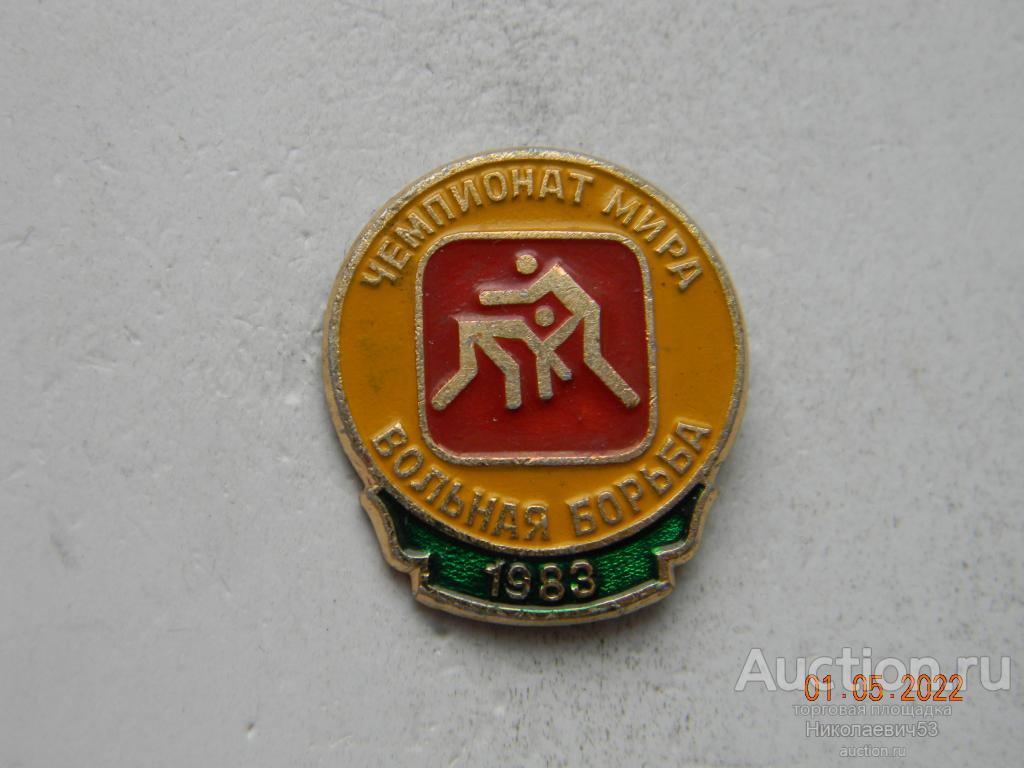 ЧЕМПИОНАТ МИРА
ВОЛЬНАЯ БОРЬБА
1983
Auction.ru
01.05.2022
торговая площадка
Николаевич53
auction.ru